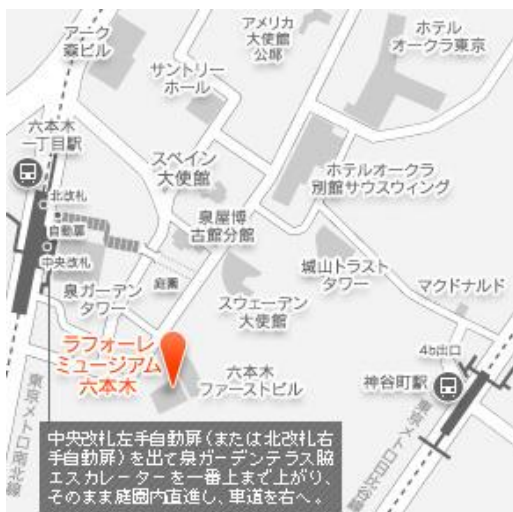 アーク
森ビル
アメリカ
大使館
公邸
ホテル
オークラ東京
サントリー
ホール
六本木
一丁目駅
スペイン
大使館
ホテルオークラ
別館サウスウィング
北改札
自動扉
泉屋博
古館分館
中央改札
泉ガーデン
タワー
庭園
城山トラスト
タワー
スウェーデン
大使館
マクドナルド
ラフォーレ
ミュージアム
六本木
六本木
ファーストビル
4b出口
神谷町駅
東京メトロ南北線
東京メトロ日比谷線
中央改札左手自動扉(または北改札右
手自動扉)を出て泉ガーデンテラス脇
エスカレーターを一番上まで上がり、
そのまま庭園内直進し、車道を右へ。